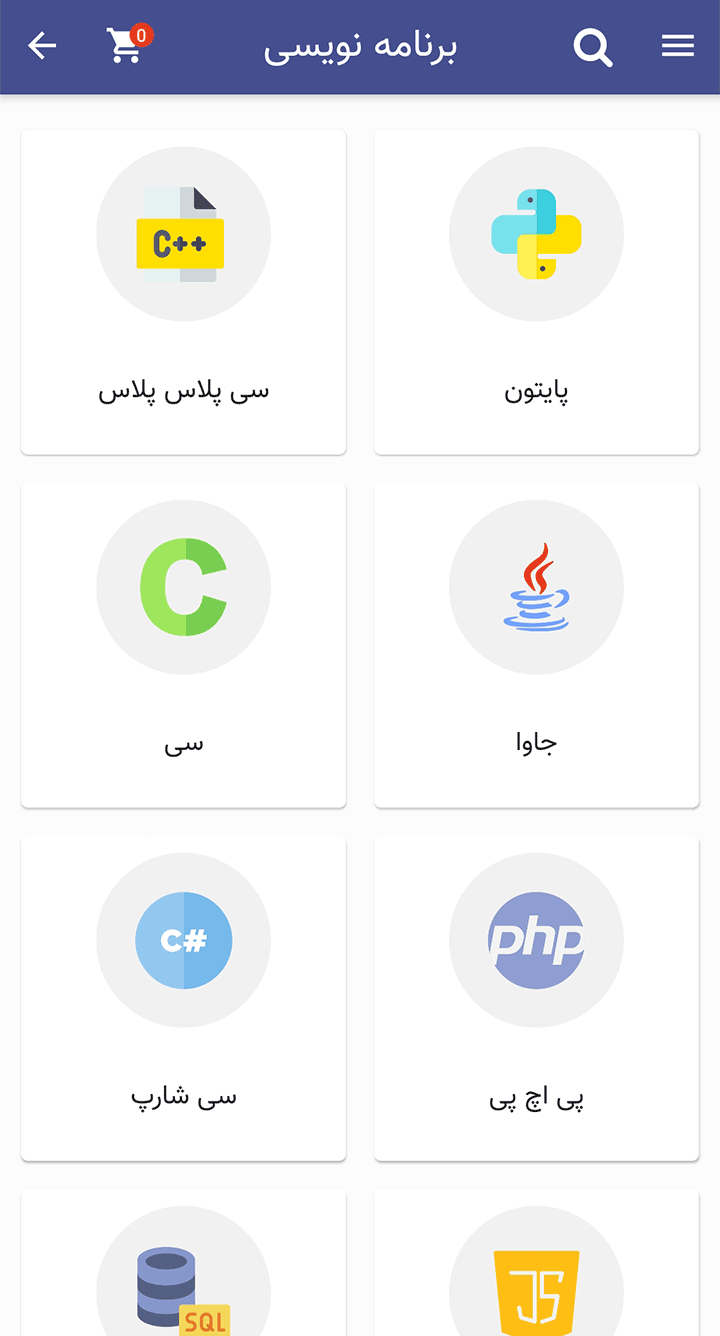 برنامه نویسی
0
پایتون
C++
سی پلاس پلاس
جاوا
C
سی
php
پی اچ پی
C#
سی شارپ
JS
SQL